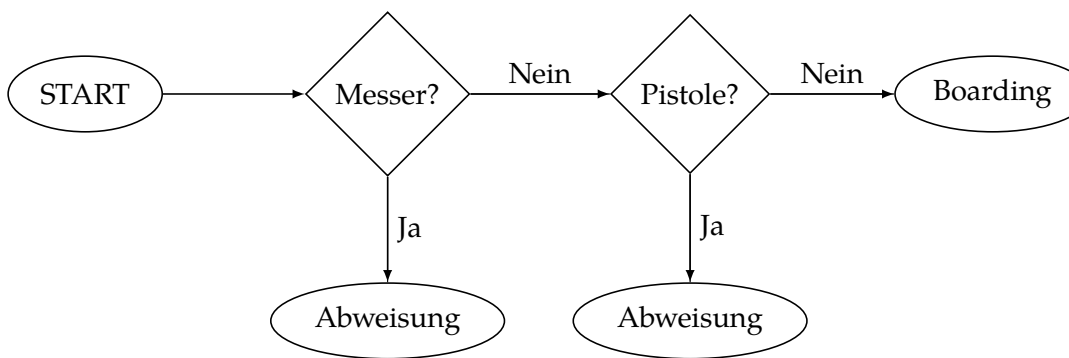 START
Messer?
Nein
Pistole?
Nein
Boarding
Ja
Ja
Abweisung
Abweisung